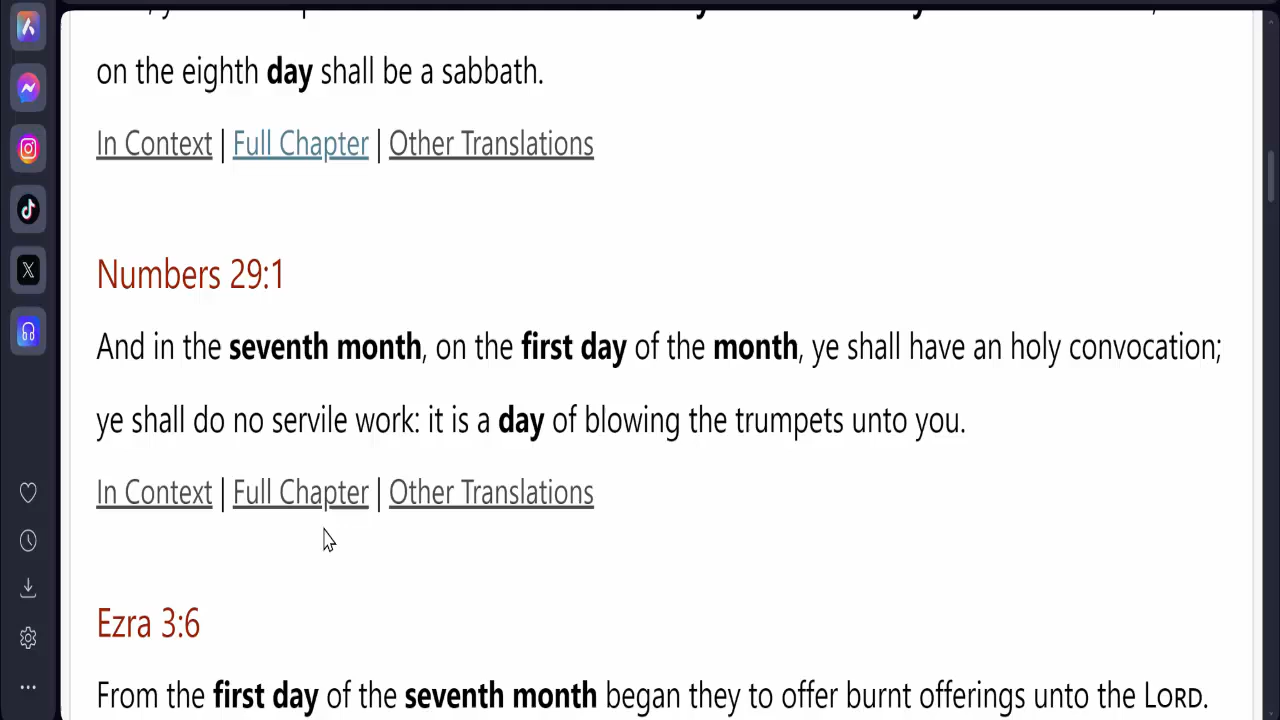 on the eighth day shall be a sabbath.
In Context | Full Chapter | Other Translations
Numbers 29:1
And in the seventh month, on the first day of the month, ye shall have an holy convocation;
ye shall do no servile work: it is a day of blowing the trumpets unto you.
In Context | Full Chapter | Other Translations
Ezra 3:6
From the first day of the seventh month began they to offer burnt offerings unto the LORD.